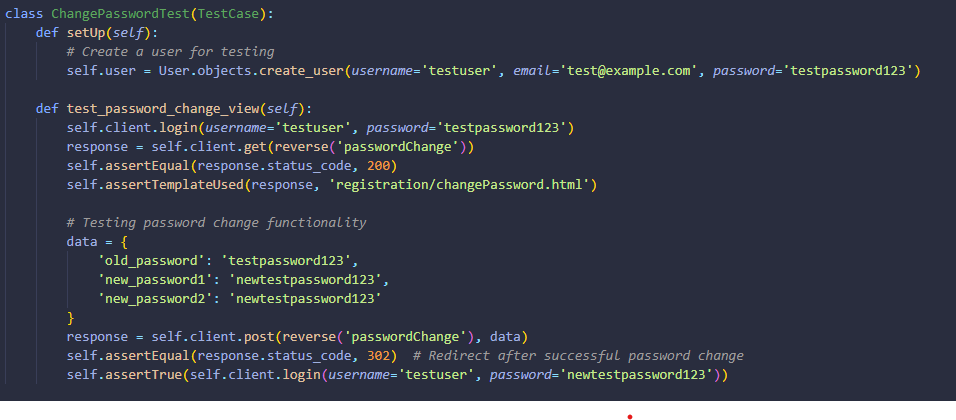 class ChangePasswordTest(TestCase):
    def setUp(self):
        # Create a user for testing
        self.user = User.objects.create_user(username='testuser', email='test@example.com', password='testpassword123')

    def test_password_change_view(self):
        self.client.login(username='testuser', password='testpassword123')
        response = self.client.get(reverse('passwordChange'))
        self.assertEqual(response.status_code, 200)
        self.assertTemplateUsed(response, 'registration/changePassword.html')

        # Testing password change functionality
        data = {
            'old_password': 'testpassword123',
            'new_password1': 'newtestpassword123',
            'new_password2': 'newtestpassword123'
        }
        response = self.client.post(reverse('passwordChange'), data)
        self.assertEqual(response.status_code, 302)  # Redirect after successful password change
        self.assertTrue(self.client.login(username='testuser', password='newtestpassword123'))